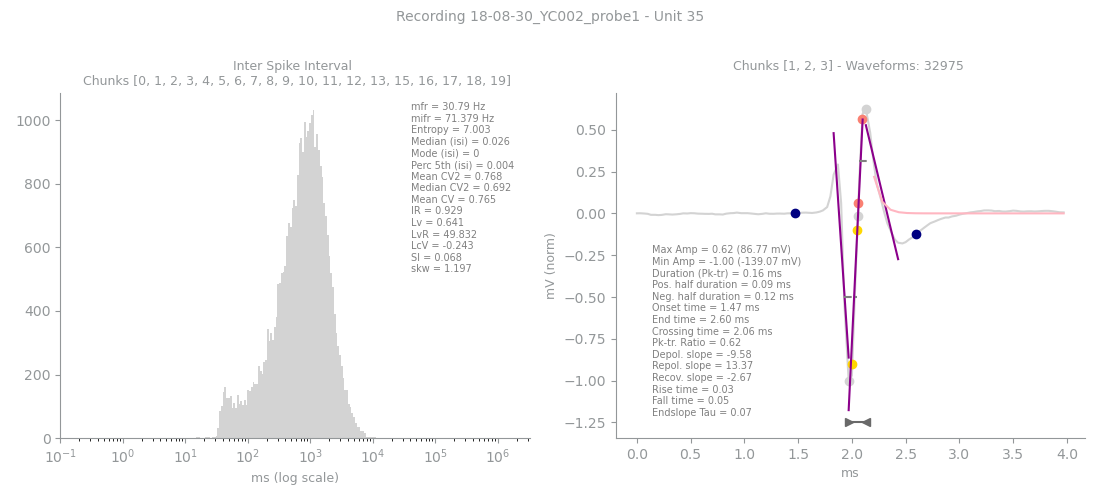 Recording 18-08-30_YC002_probe1 - Unit 35
Inter Spike Interval
Chunks [0, 1, 2, 3, 4, 5, 6, 7, 8, 9, 10, 11, 12, 13, 15, 16, 17, 18, 19]
mfr = 30.79 Hz
mifr = 71.379 Hz
Entropy = 7.003
Median (isi) = 0.026
Mode (isi) = 0
Perc 5th (isi) = 0.004
Mean CV2 = 0.768
Median CV2 = 0.692
Mean CV = 0.765
IR = 0.929
Lv = 0.641
LvR = 49.832
LcV = -0.243
SI = 0.068
skw = 1.197
1000
800
600
400
200
0
10⁻¹ 10⁰ 10¹ 10² 10³ 10⁴ 10⁵ 10⁶
ms (log scale)
Chunks [1, 2, 3] - Waveforms: 32975
mV (norm)
0.50
0.25
0.00
−0.25
−0.50
−0.75
−1.00
−1.25
Max Amp = 0.62 (86.77 mV)
Min Amp = -1.00 (-139.07 mV)
Duration (Pk-tr) = 0.16 ms
Pos. half duration = 0.09 ms
Neg. half duration = 0.12 ms
Onset time = 1.47 ms
End time = 2.60 ms
Crossing time = 2.06 ms
Pk-tr. Ratio = 0.62
Depol. slope = -9.58
Repol. slope = 13.37
Recov. slope = -2.67
Rise time = 0.03
Fall time = 0.05
Endslope Tau = 0.07
0.0 0.5 1.0 1.5 2.0 2.5 3.0 3.5 4.0
ms